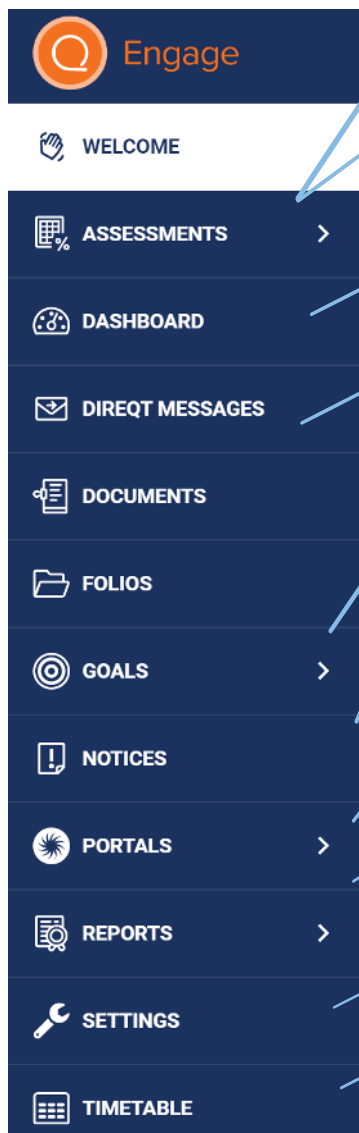 Engage
WELCOME
ASSESSMENTS
DASHBOARD
DIREQT MESSAGES
DOCUMENTS
FOLIOS
GOALS
NOTICES
PORTALS
REPORTS
SETTINGS
TIMETABLE